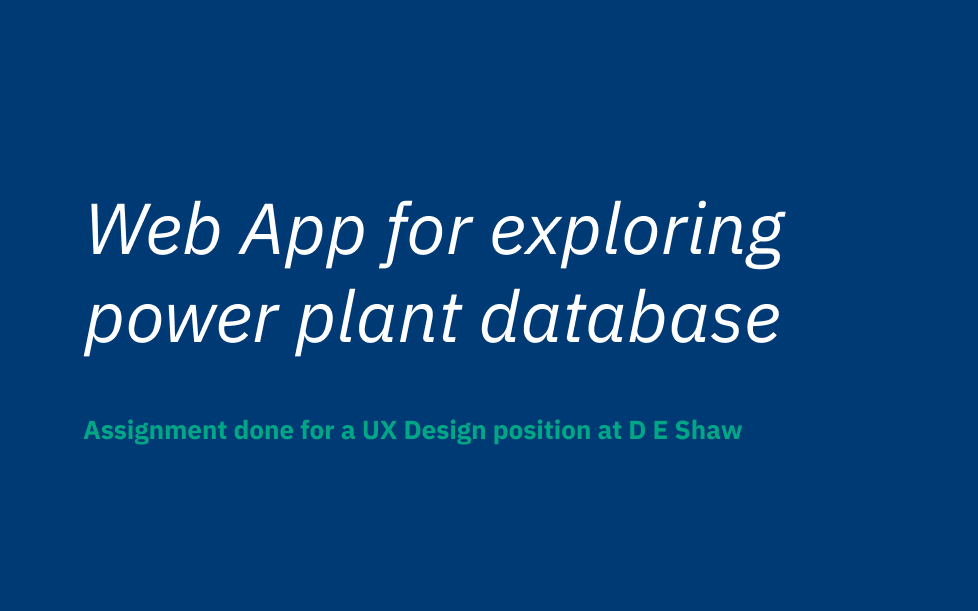 Web App for exploring
power plant database
Assignment done for a UX Design position at D E Shaw